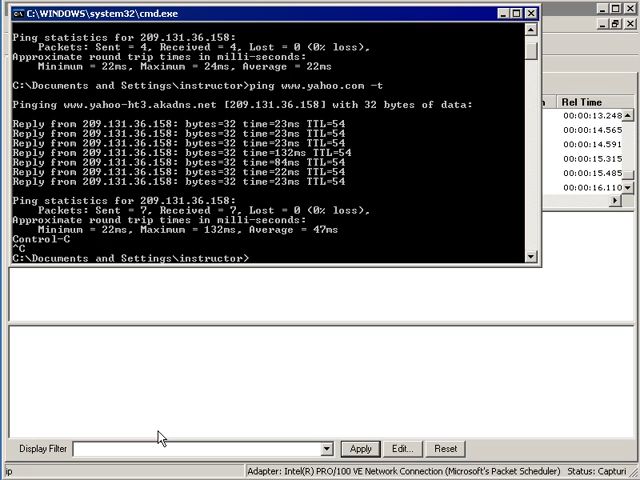 C:\WINDOWS\system32\cmd.exe
Ping statistics for 209.131.36.158:
Packets: Sent = 4, Received = 4, Lost = 0 (0% loss),
Approximate round trip times in milli-seconds:
Minimum = 22ms, Maximum = 24ms, Average = 22ms
C:\Documents and Settings\instructor>ping www.yahoo.com -t
Pinging www.yahoo-ht3.akadns.net [209.131.36.158] with 32 bytes of data:
Reply from 209.131.36.158: bytes=32 time=23ms TTL=54
Reply from 209.131.36.158: bytes=32 time=23ms TTL=54
Reply from 209.131.36.158: bytes=32 time=23ms TTL=54
Reply from 209.131.36.158: bytes=32 time=132ms TTL=54
Reply from 209.131.36.158: bytes=32 time=84ms TTL=54
Reply from 209.131.36.158: bytes=32 time=22ms TTL=54
Reply from 209.131.36.158: bytes=32 time=23ms TTL=54
Ping statistics for 209.131.36.158:
Packets: Sent = 7, Received = 7, Lost = 0 (0% loss),
Approximate round trip times in milli-seconds:
Minimum = 22ms, Maximum = 132ms, Average = 47ms
Control-C
^C
C:\Documents and Settings\instructor>
Rel Time
00:00:13.248
00:00:14.565
00:00:14.591
00:00:15.315
00:00:15.485
00:00:16.110
Display Filter Apply Edit... Reset
ip Adapter: Intel(R) PRO/100 VE Network Connection (Microsoft's Packet Scheduler) Status: Capturi